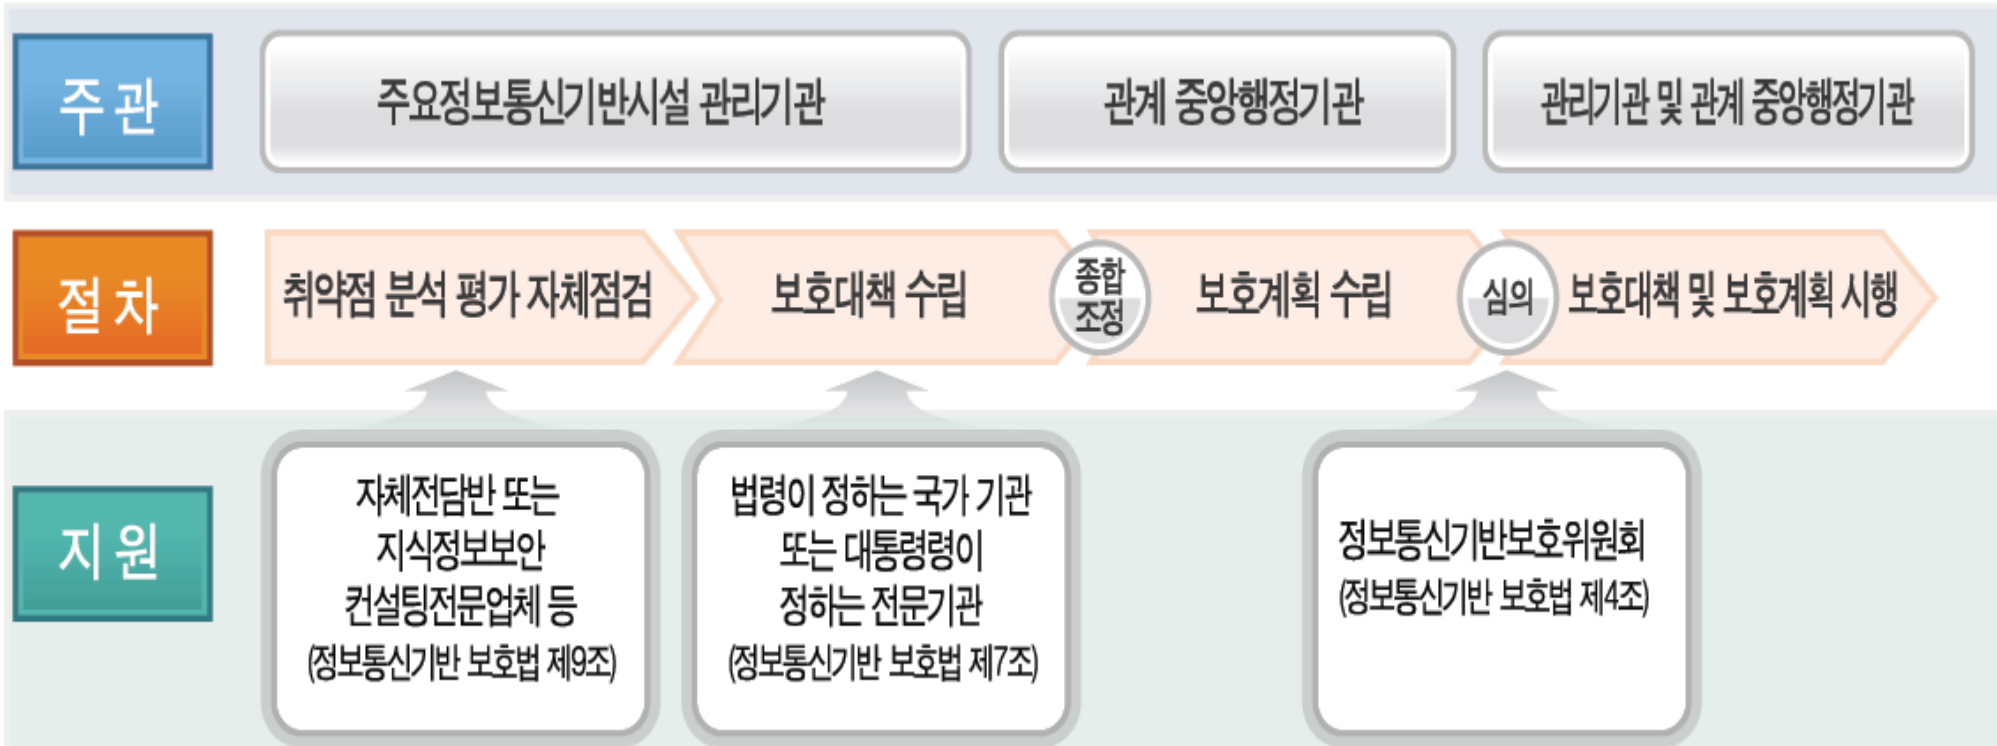 주관
주요정보통신기반시설 관리기관
관계 중앙행정기관
관리기관 및 관계 중앙행정기관
절차
취약점 분석 평가 자체점검
보호대책 수립
종합
조정
보호계획 수립
심의
보호대책 및 보호계획 시행
지원
자체전담반 또는
지식정보보안
컨설팅전문업체 등
(정보통신기반 보호법 제9조)
법령이 정하는 국가 기관
또는 대통령령이
정하는 전문기관
(정보통신기반 보호법 제7조)
정보통신기반보호위원회
(정보통신기반 보호법 제4조)